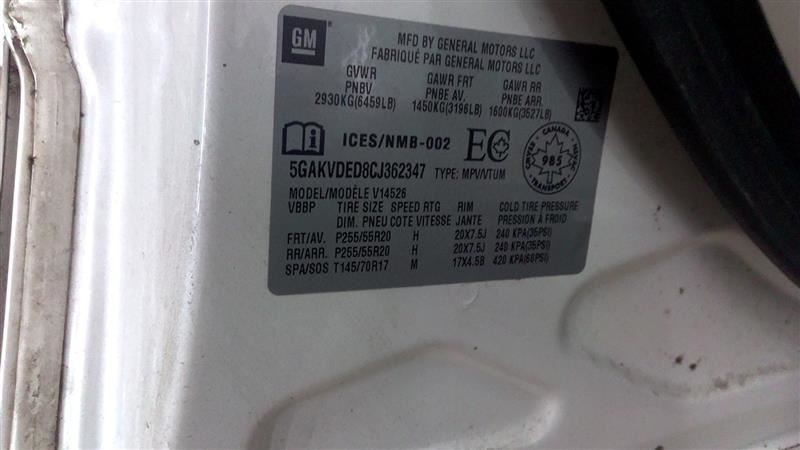 GM
MFD BY GENERAL MOTORS LLC
FABRIQUÉ PAR GENERAL MOTORS LLC
GVWR GAWR FRT GAWR RR
PNBV PNBE AV. PNBE ARR.
2930KG(6459LB) 1450KG(3196LB) 1600KG(3527LB)
ICES/NMB-002 EC
CANADA
CMVSS 985 NSVAC
TRANSPORT
5GAKVDED8CJ362347 TYPE: MPV/VTUM
MODEL/MODÈLE V14526
VBBP TIRE SIZE SPEED RTG RIM COLD TIRE PRESSURE
DIM. PNEU COTE VITESSE JANTE PRESSION A FROID
FRT/AV. P255/55R20 H 20X7.5J 240 KPA(35PSI)
RR/ARR. P255/55R20 H 20X7.5J 240 KPA(35PSI)
SPA/SOS T145/70R17 M 17X4.5B 420 KPA(60PSI)